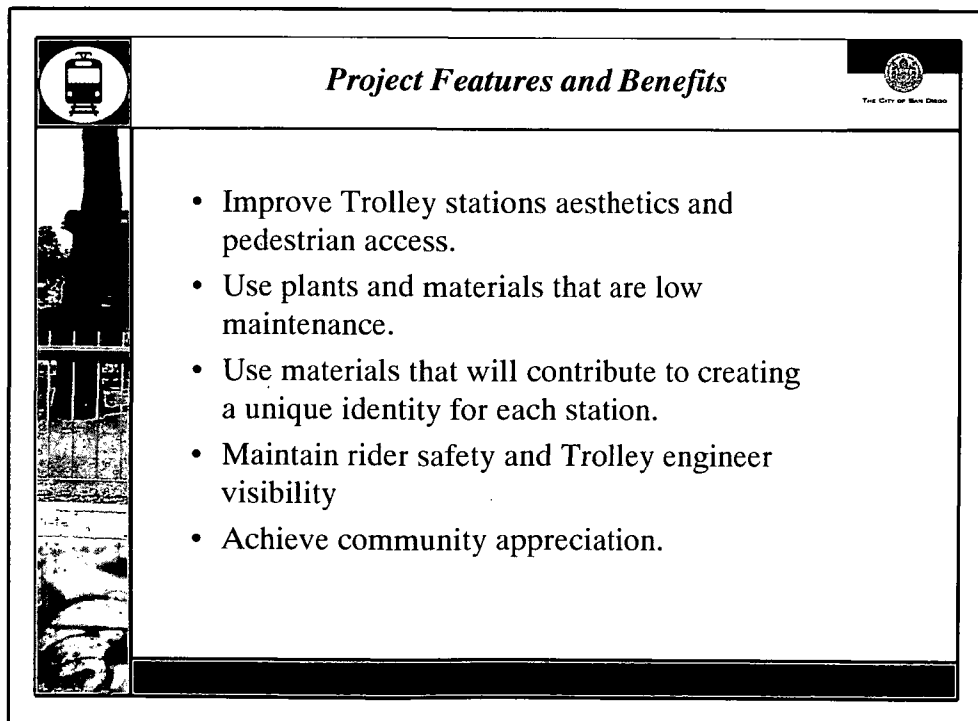 Project Features and Benefits
THE CITY OF SAN DIEGO
• Improve Trolley stations aesthetics and
pedestrian access.
• Use plants and materials that are low
maintenance.
• Use materials that will contribute to creating
a unique identity for each station.
• Maintain rider safety and Trolley engineer
visibility
• Achieve community appreciation.